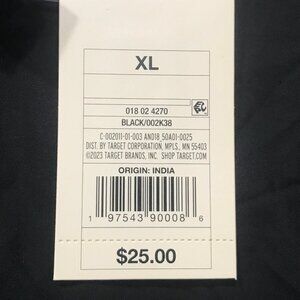 XL
018 02 4270
BLACK/002K38
C-002011-01-003 AND18_50A01-0025
DIST. BY TARGET CORPORATION, MPLS., MN 55403
©2023 TARGET BRANDS, INC. SHOP TARGET.COM
ORIGIN: INDIA
1 97543 90008 6
$25.00